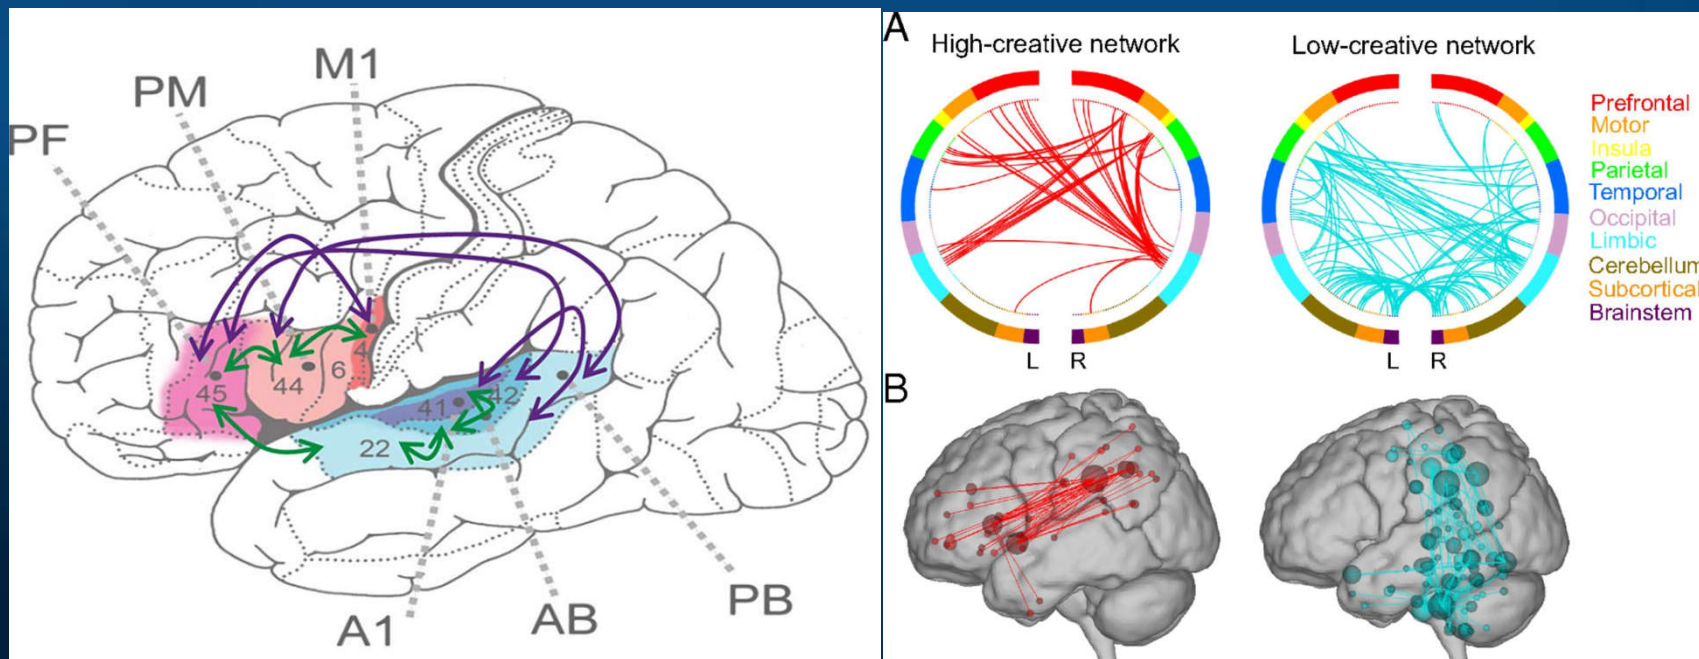 M1
PM
PF
45
44
6
4
41
42
22
A1
AB
PB
A
High-creative network
Low-creative network
L
R
L
R
Prefrontal
Motor
Insula
Parietal
Temporal
Occipital
Limbic
Cerebellum
Subcortical
Brainstem
B